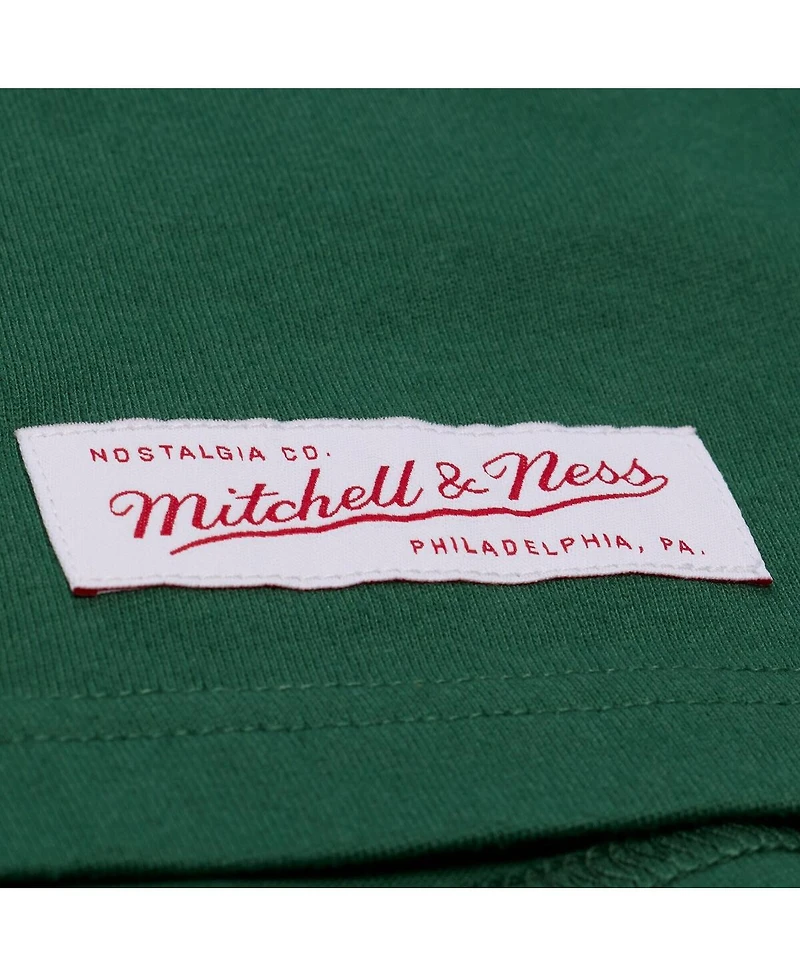 NOSTALGIA CO.
Mitchell & Ness
PHILADELPHIA, PA.